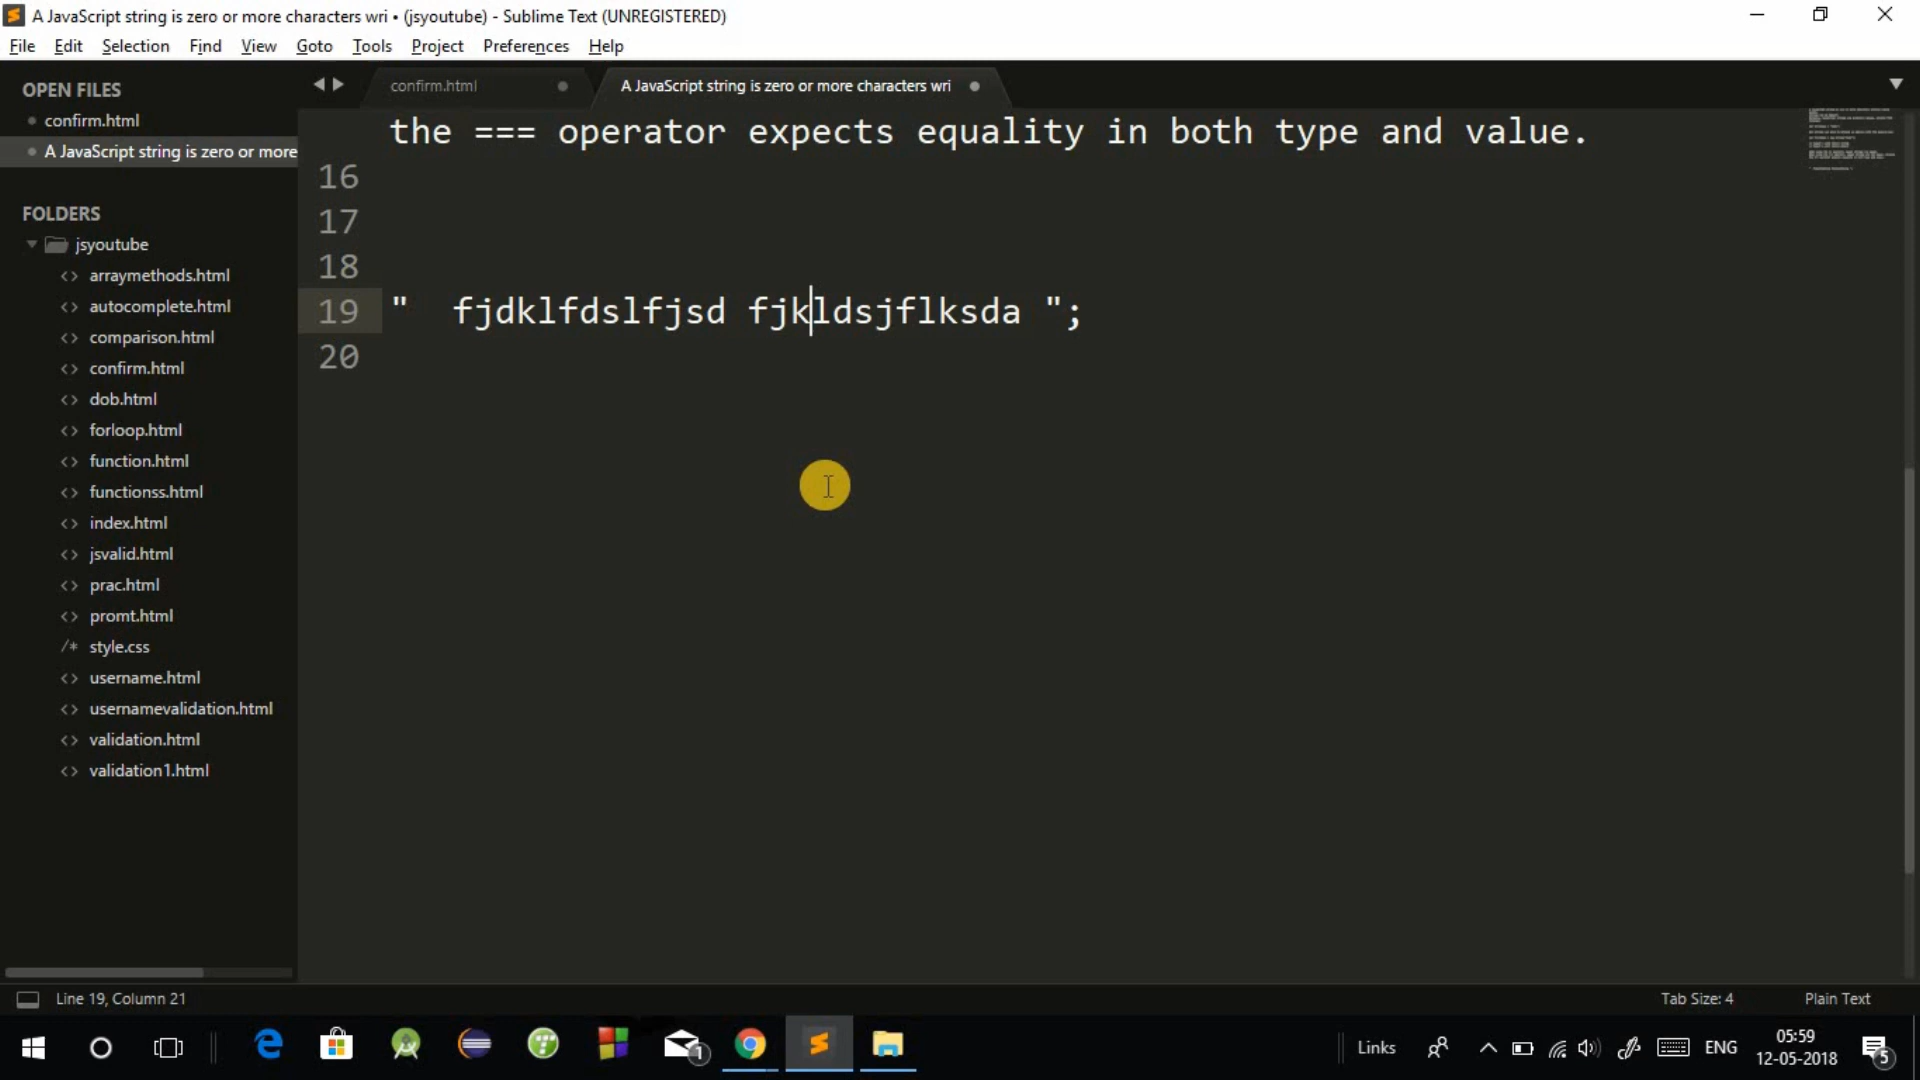 A JavaScript string is zero or more characters wri • (jsyoutube) - Sublime Text (UNREGISTERED)
File Edit Selection Find View Goto Tools Project Preferences Help
OPEN FILES
confirm.html
A JavaScript string is zero or more
FOLDERS
jsyoutube
<> arraymethods.html
<> autocomplete.html
<> comparison.html
<> confirm.html
<> dob.html
<> forloop.html
<> function.html
<> functionss.html
<> index.html
<> jsvalid.html
<> prac.html
<> promt.html
/* style.css
<> username.html
<> usernamevalidation.html
<> validation.html
<> validation1.html
confirm.html
A JavaScript string is zero or more characters wri
the === operator expects equality in both type and value.
16
17
18
19 "  fjdklfdslfjsd fjkldsjflksda ";
20
Line 19, Column 21
Tab Size: 4
Plain Text
1
Links
ENG
05:59
12-05-2018
5